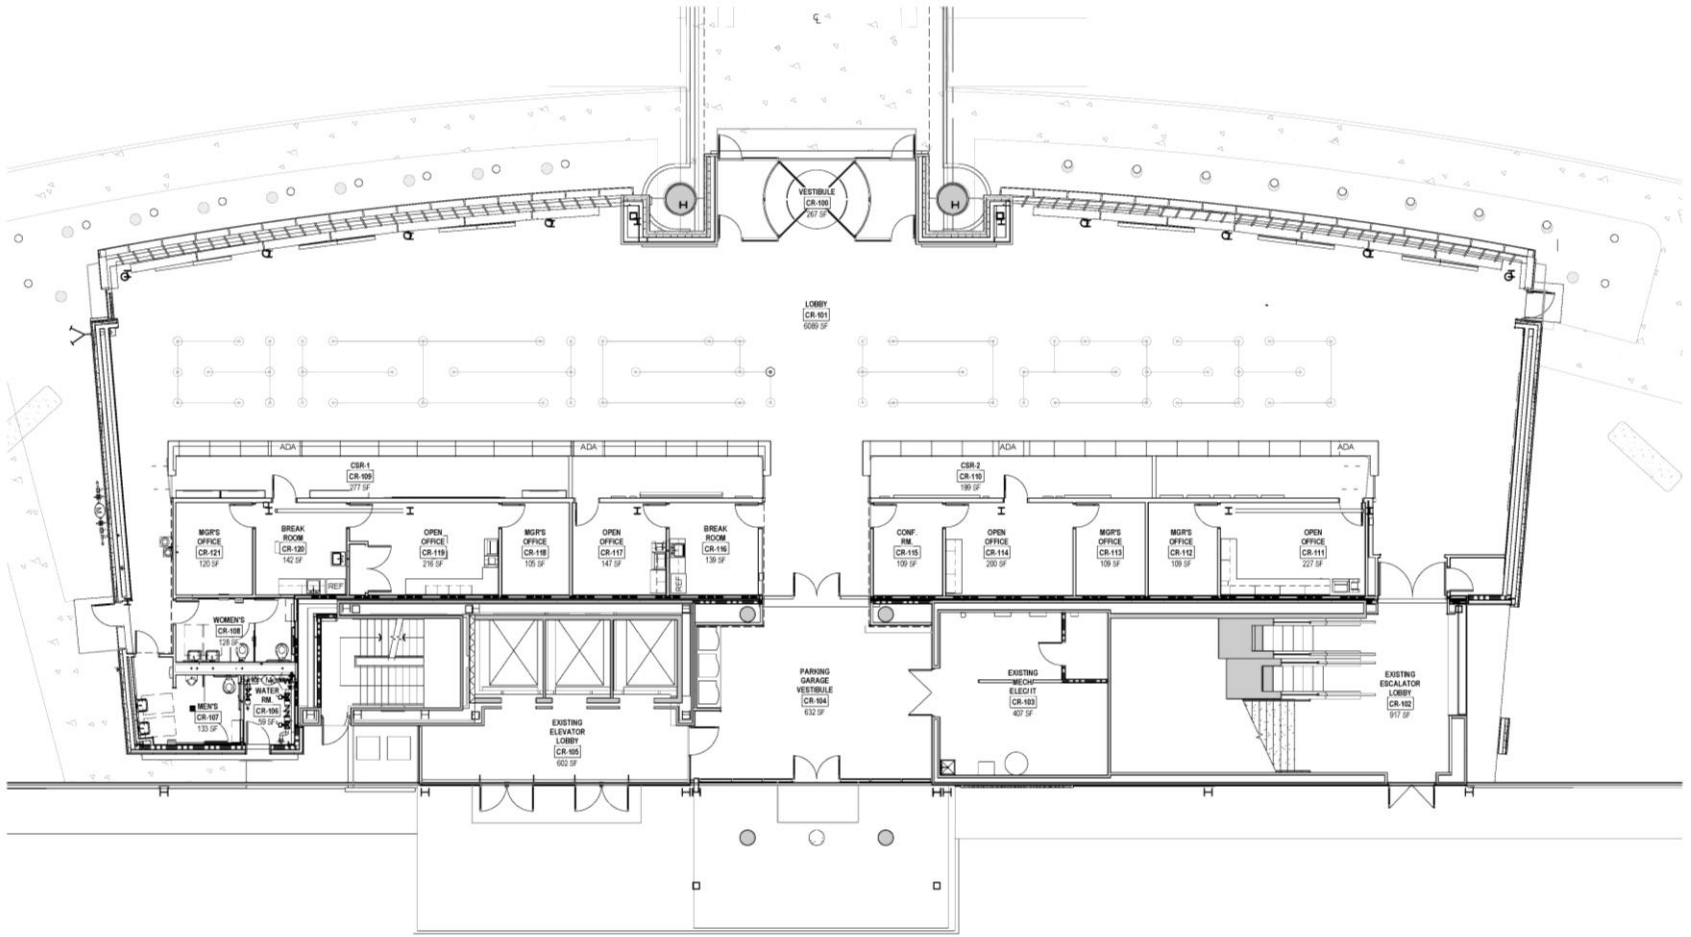 ℄
VESTIBULE
CR-100
267 SF
LOBBY
CR-101
6089 SF
ADA
ADA
ADA
ADA
CSR-1
CR-109
277 SF
CSR-2
CR-110
189 SF
MGR'S
OFFICE
CR-121
120 SF
BREAK
ROOM
CR-120
142 SF
REF
OPEN
OFFICE
CR-119
216 SF
MGR'S
OFFICE
CR-118
105 SF
OPEN
OFFICE
CR-117
147 SF
BREAK
ROOM
CR-116
139 SF
REF
CONF.
RM.
CR-115
109 SF
OPEN
OFFICE
CR-114
200 SF
MGR'S
OFFICE
CR-113
109 SF
MGR'S
OFFICE
CR-112
109 SF
OPEN
OFFICE
CR-111
227 SF
WOMEN'S
CR-108
128 SF
MEN'S
CR-107
133 SF
WATER
RM.
CR-106
59 SF
EXISTING
ELEVATOR
LOBBY
CR-105
602 SF
PARKING
GARAGE
VESTIBULE
CR-104
632 SF
EXISTING
MECH/
ELEC/IT
CR-103
407 SF
EXISTING
ESCALATOR
LOBBY
CR-102
917 SF